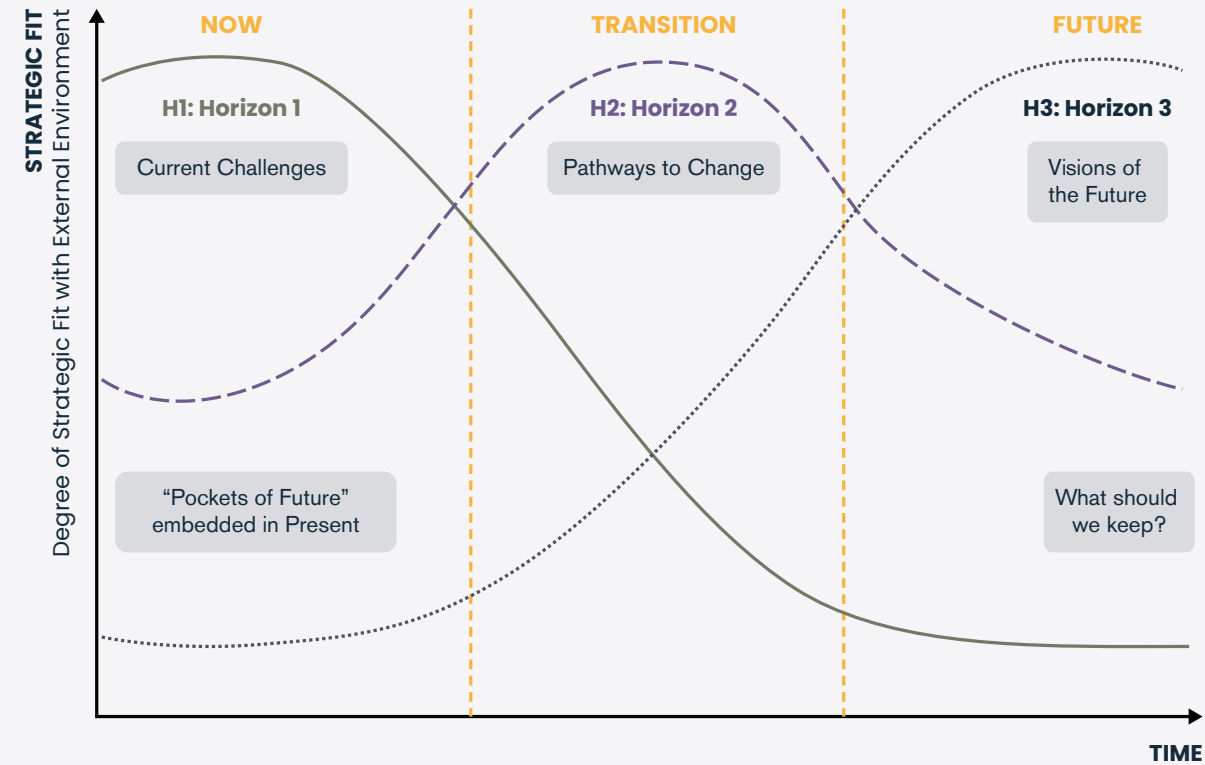 STRATEGIC FIT
Degree of Strategic Fit with External Environment
NOW
TRANSITION
FUTURE
H1: Horizon 1
H2: Horizon 2
H3: Horizon 3
Current Challenges
Pathways to Change
Visions of
the Future
“Pockets of Future”
embedded in Present
What should
we keep?
TIME